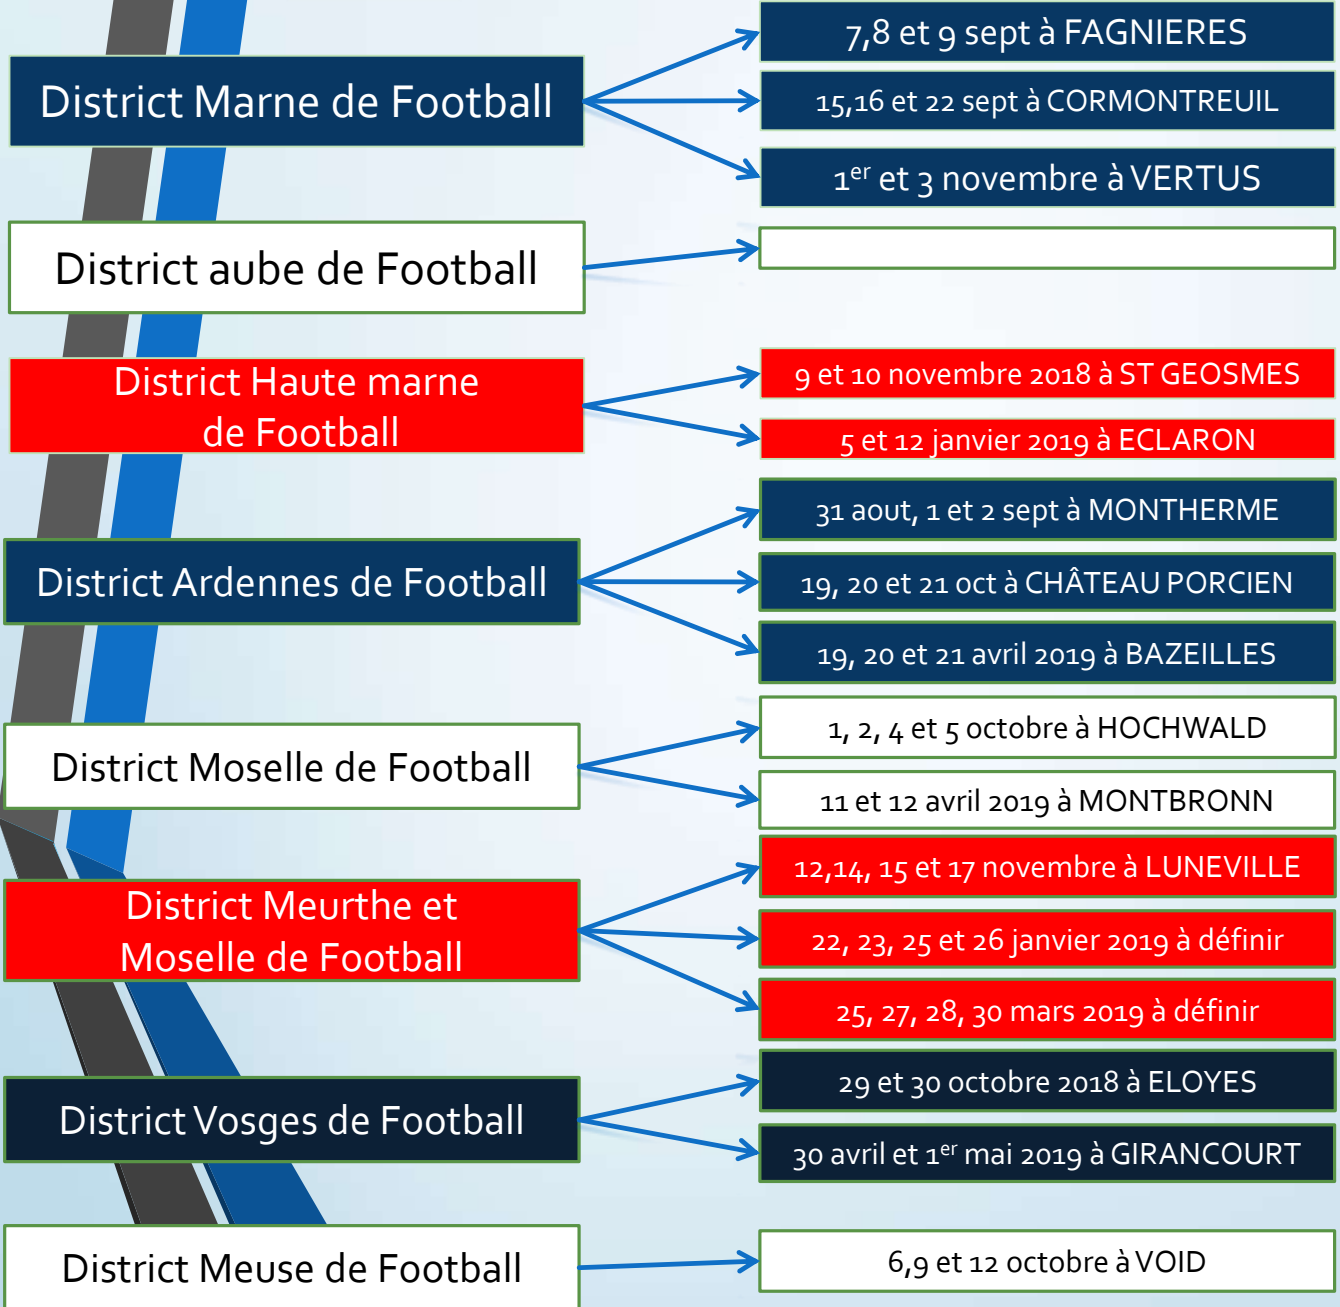 District Marne de Football
7,8 et 9 sept à FAGNIERES
15,16 et 22 sept à CORMONTREUIL
1er et 3 novembre à VERTUS
District aube de Football
District Haute marne
de Football
9 et 10 novembre 2018 à ST GEOSMES
5 et 12 janvier 2019 à ECLARON
District Ardennes de Football
31 aout, 1 et 2 sept à MONTHERME
19, 20 et 21 oct à CHÂTEAU PORCIEN
19, 20 et 21 avril 2019 à BAZEILLES
District Moselle de Football
1, 2, 4 et 5 octobre à HOCHWALD
11 et 12 avril 2019 à MONTBRONN
District Meurthe et
Moselle de Football
12,14, 15 et 17 novembre à LUNEVILLE
22, 23, 25 et 26 janvier 2019 à définir
25, 27, 28, 30 mars 2019 à définir
District Vosges de Football
29 et 30 octobre 2018 à ELOYES
30 avril et 1er mai 2019 à GIRANCOURT
District Meuse de Football
6,9 et 12 octobre à VOID